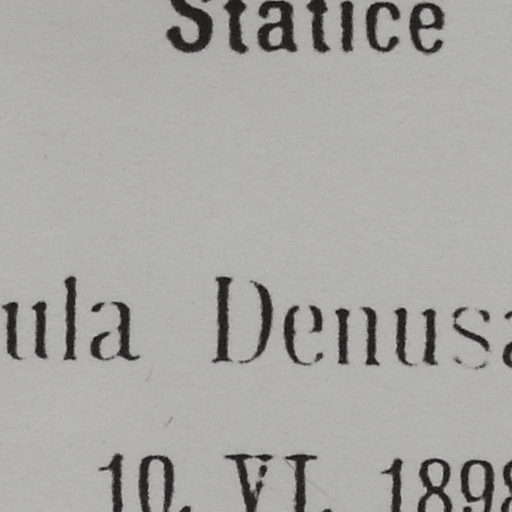 Statice
ula Denusa
10. VI. 1898